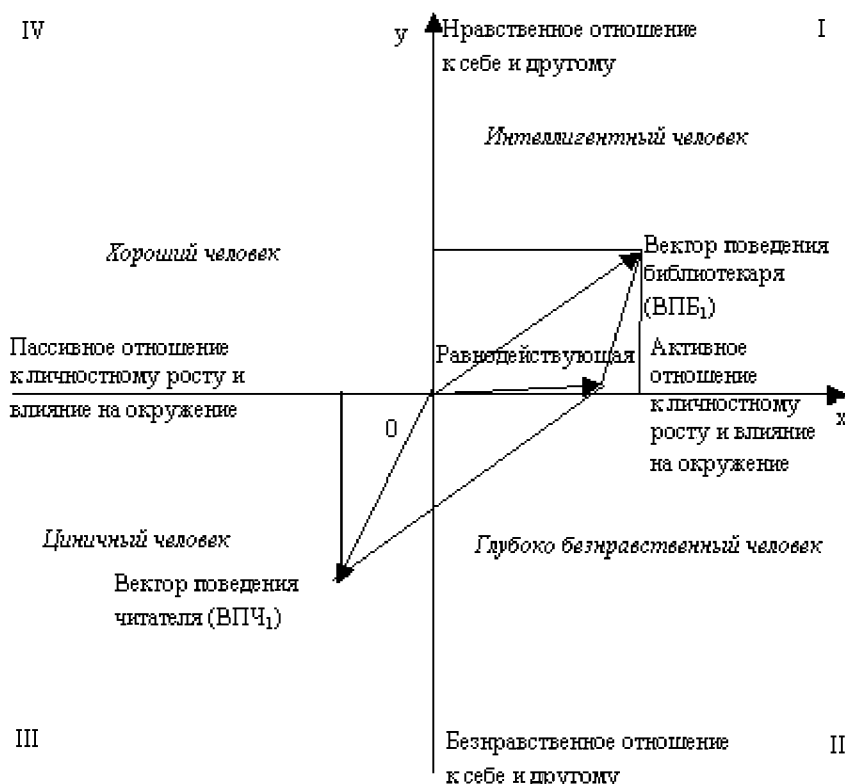 IV
y
Нравственное отношение
к себе и другому
I
Интеллигентный человек
Хороший человек
Вектор поведения
библиотекаря
(ВПБ₁)
Пассивное отношение
к личностному росту и
влияние на окружение
Равнодействующая
Активное
отношение
к личностному
росту и влияние
на окружение
x
0
Циничный человек
Глубоко безнравственный человек
Вектор поведения
читателя (ВПЧ₁)
III
Безнравственное отношение
к себе и другому
II